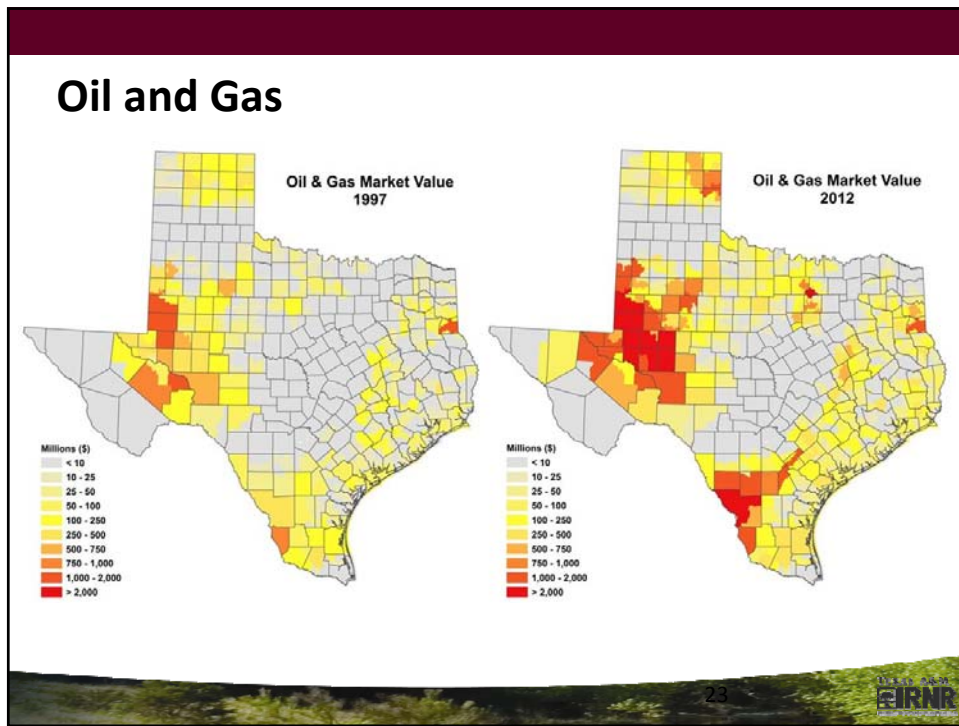 Oil and Gas
Oil & Gas Market Value
1997
Millions ($)
< 10
10 - 25
25 - 50
50 - 100
100 - 250
250 - 500
500 - 750
750 - 1,000
1,000 - 2,000
> 2,000
Oil & Gas Market Value
2012
Millions ($)
< 10
10 - 25
25 - 50
50 - 100
100 - 250
250 - 500
500 - 750
750 - 1,000
1,000 - 2,000
> 2,000
23
IRNR